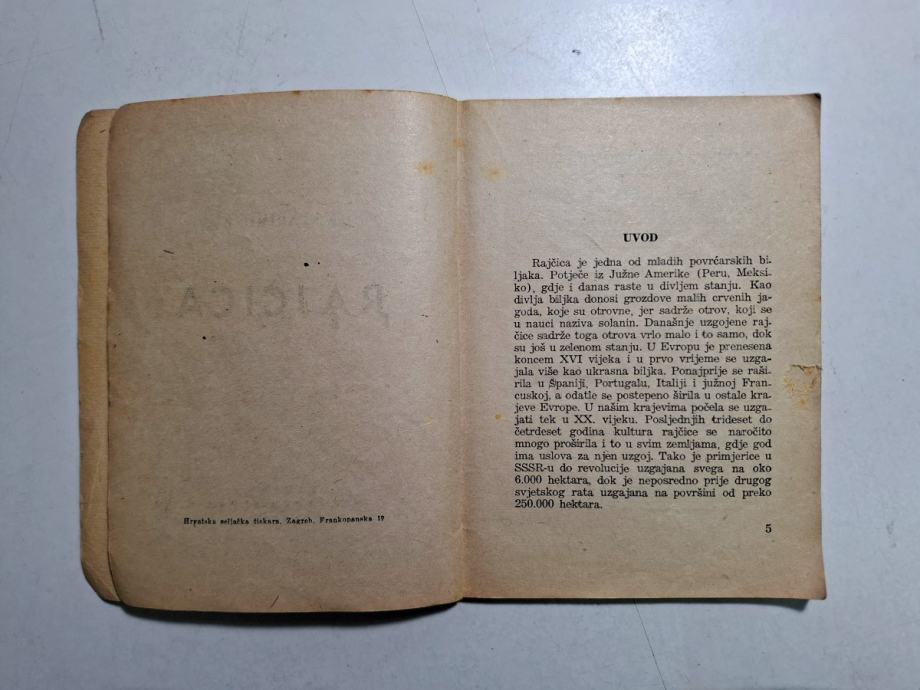 Hrvatska seljačka tiskara, Zagreb, Frankopanska 19
UVOD
Rajčica je jedna od mladih povrćarskih bi-
ljaka. Potječe iz Južne Amerike (Peru, Meksi-
ko), gdje i danas raste u divljem stanju. Kao
divlja biljka donosi grozdove malih crvenih ja-
goda, koje su otrovne, jer sadrže otrov, koji se
u nauci naziva solanin. Današnje uzgojene raj-
čice sadrže toga otrova vrlo malo i to samo, dok
su još u zelenom stanju. U Evropu je prenesena
koncem XVI vijeka i u prvo vrijeme se uzga-
jala više kao ukrasna biljka. Ponajprije se raši-
rila u Španiji, Portugalu, Italiji i južnoj Fran-
cuskoj, a odatle se postepeno širila u ostale kra-
jeve Evrope. U našim krajevima počela se uzga-
jati tek u XX. vijeku. Posljednjih trideset do
četrdeset godina kultura rajčice se naročito
mnogo proširila i to u svim zemljama, gdje god
ima uslova za njen uzgoj. Tako je primjerice u
SSSR-u do revolucije uzgajana svega na oko
6.000 hektara, dok je neposredno prije drugog
svjetskog rata uzgajana na površini od preko
250.000 hektara.
5
RAJČICA